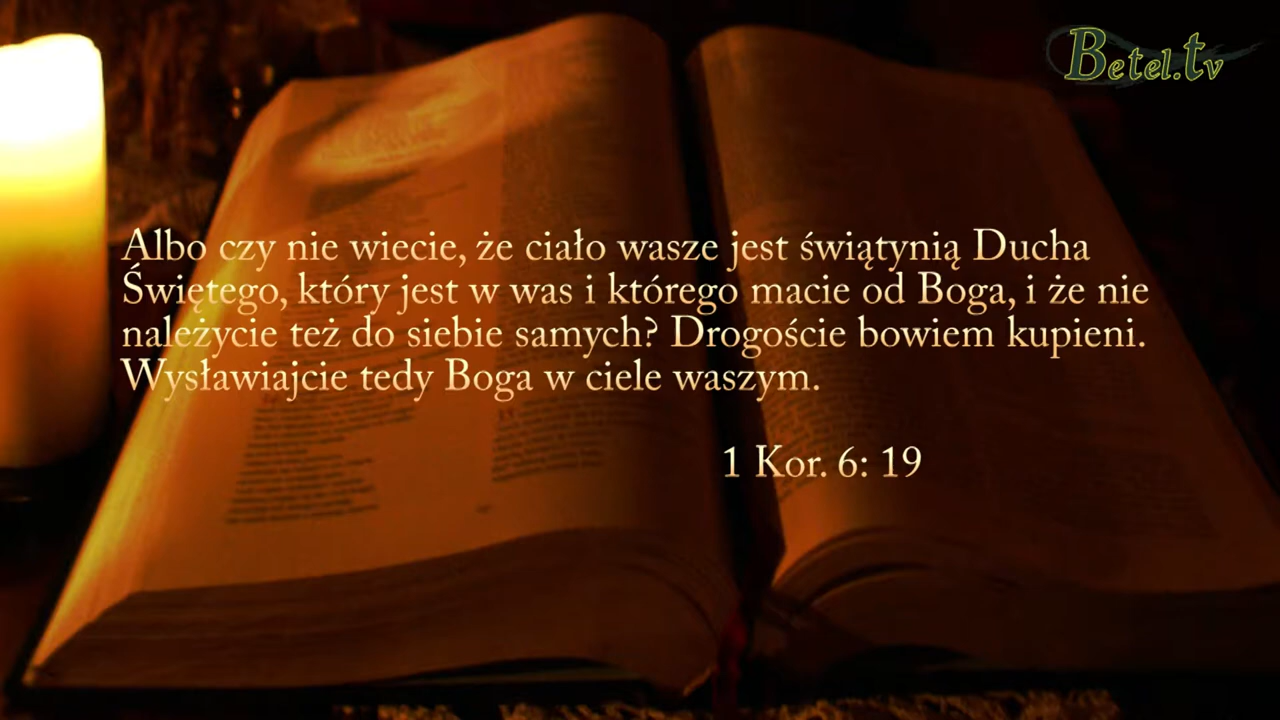 Betel.tv
Albo czy nie wiecie, że ciało wasze jest świątynią Ducha
Świętego, który jest w was i którego macie od Boga, i że nie
należycie też do siebie samych? Drogoście bowiem kupieni.
Wysławiajcie tedy Boga w ciele waszym.
1 Kor. 6: 19